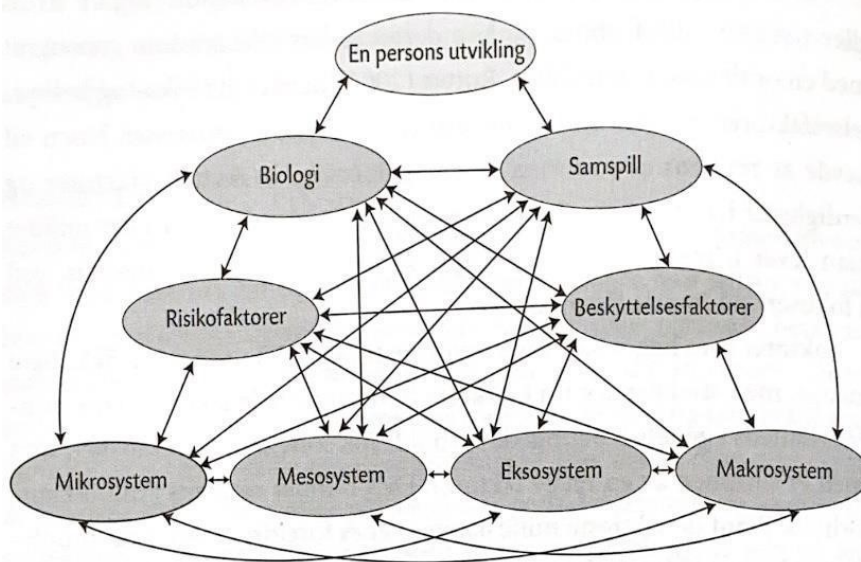 En persons utvikling
Biologi
Samspill
Risikofaktorer
Beskyttelsesfaktorer
Mikrosystem
Mesosystem
Eksosystem
Makrosystem